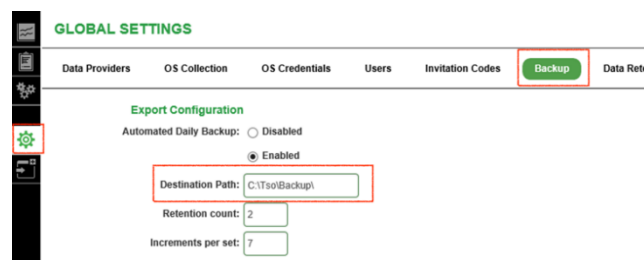 GLOBAL SETTINGS
Data Providers OS Collection OS Credentials Users Invitation Codes Backup Data Rete
Export Configuration
Automated Daily Backup: Disabled
Enabled
Destination Path: C:\Tso\Backup\
Retention count: 2
Increments per set: 7